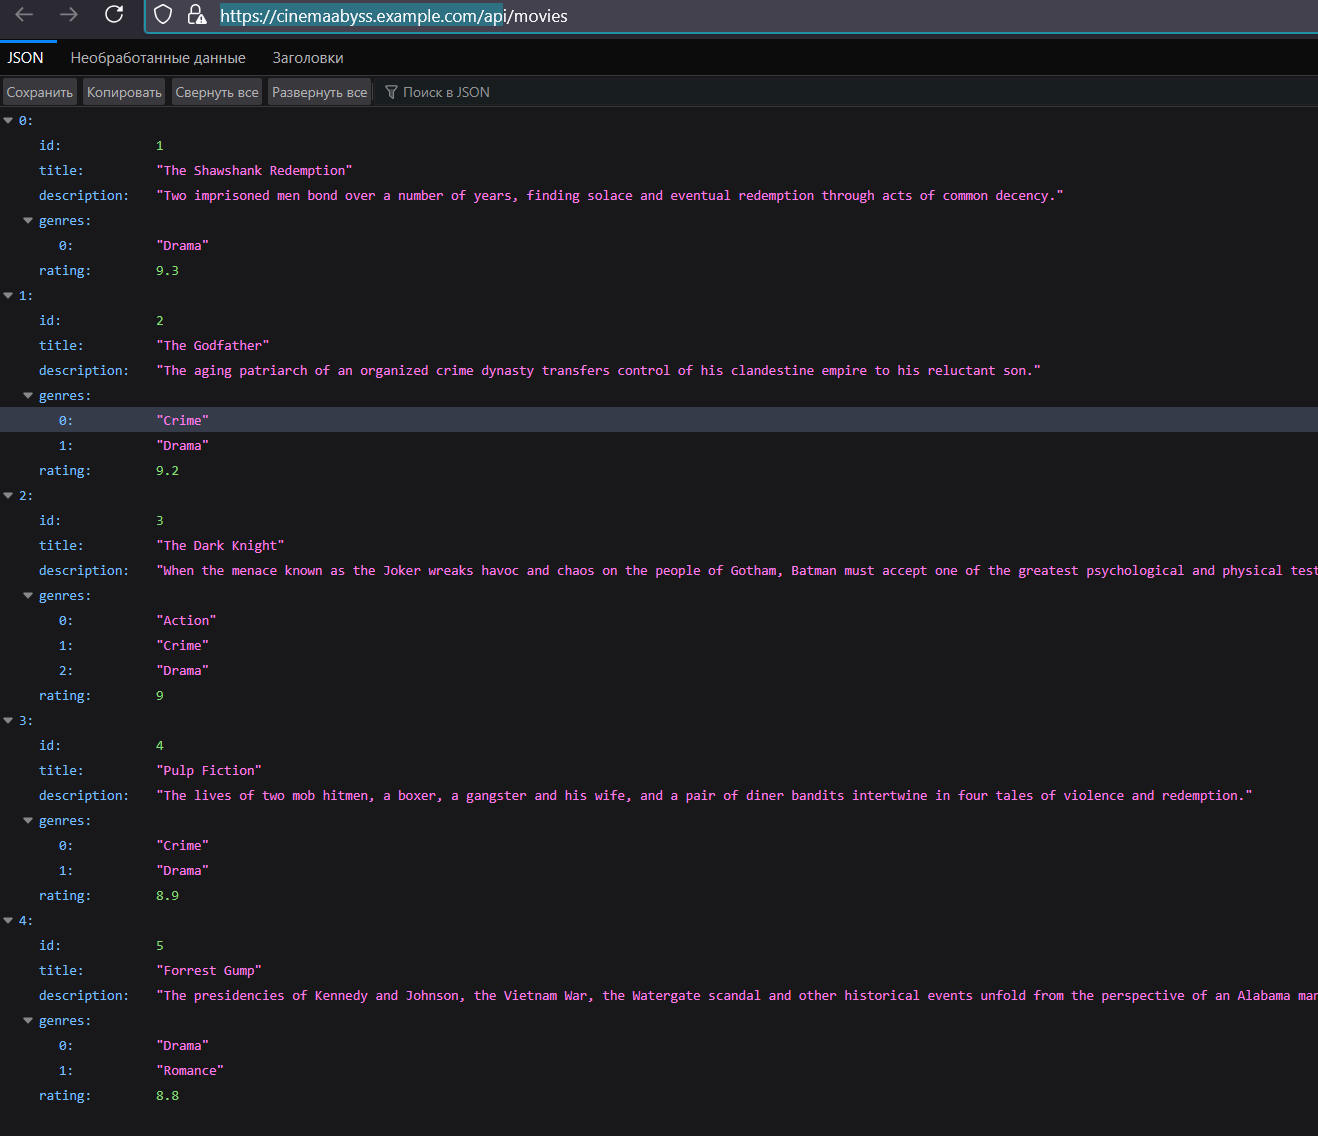 https://cinemaabyss.example.com/api/movies
JSON Необработанные данные Заголовки
Сохранить Копировать Свернуть все Развернуть все Поиск в JSON
0:
id: 1
title: "The Shawshank Redemption"
description: "Two imprisoned men bond over a number of years, finding solace and eventual redemption through acts of common decency."
genres:
0: "Drama"
rating: 9.3
1:
id: 2
title: "The Godfather"
description: "The aging patriarch of an organized crime dynasty transfers control of his clandestine empire to his reluctant son."
genres:
0: "Crime"
1: "Drama"
rating: 9.2
2:
id: 3
title: "The Dark Knight"
description: "When the menace known as the Joker wreaks havoc and chaos on the people of Gotham, Batman must accept one of the greatest psychological and physical test
genres:
0: "Action"
1: "Crime"
2: "Drama"
rating: 9
3:
id: 4
title: "Pulp Fiction"
description: "The lives of two mob hitmen, a boxer, a gangster and his wife, and a pair of diner bandits intertwine in four tales of violence and redemption."
genres:
0: "Crime"
1: "Drama"
rating: 8.9
4:
id: 5
title: "Forrest Gump"
description: "The presidencies of Kennedy and Johnson, the Vietnam War, the Watergate scandal and other historical events unfold from the perspective of an Alabama man
genres:
0: "Drama"
1: "Romance"
rating: 8.8